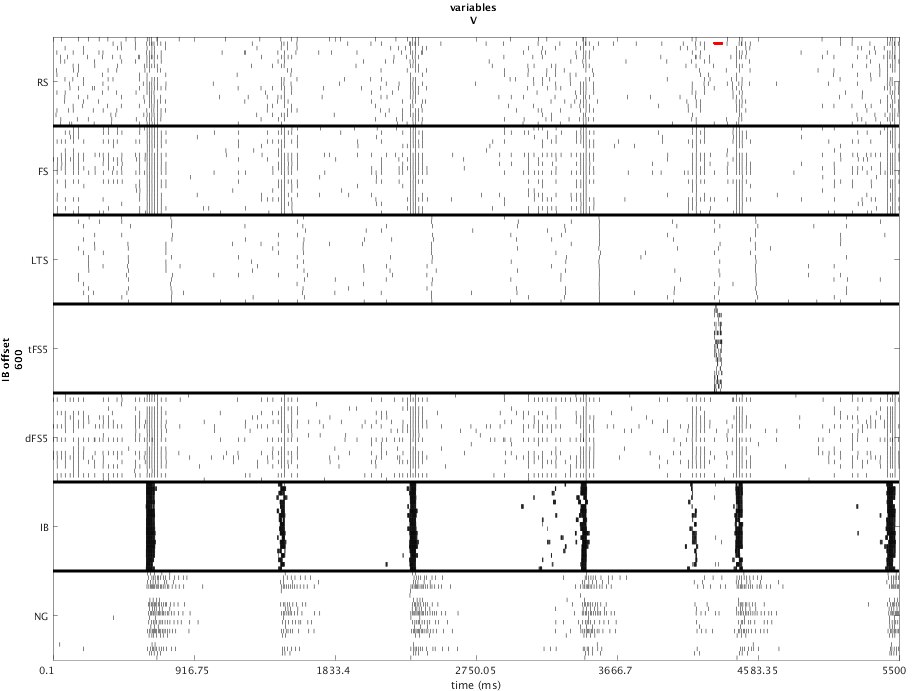 variables
V
RS
FS
LTS
tFS5
IB offset
600
dFS5
IB
NG
0.1 916.75 1833.4 2750.05 3666.7 4583.35 5500
time (ms)